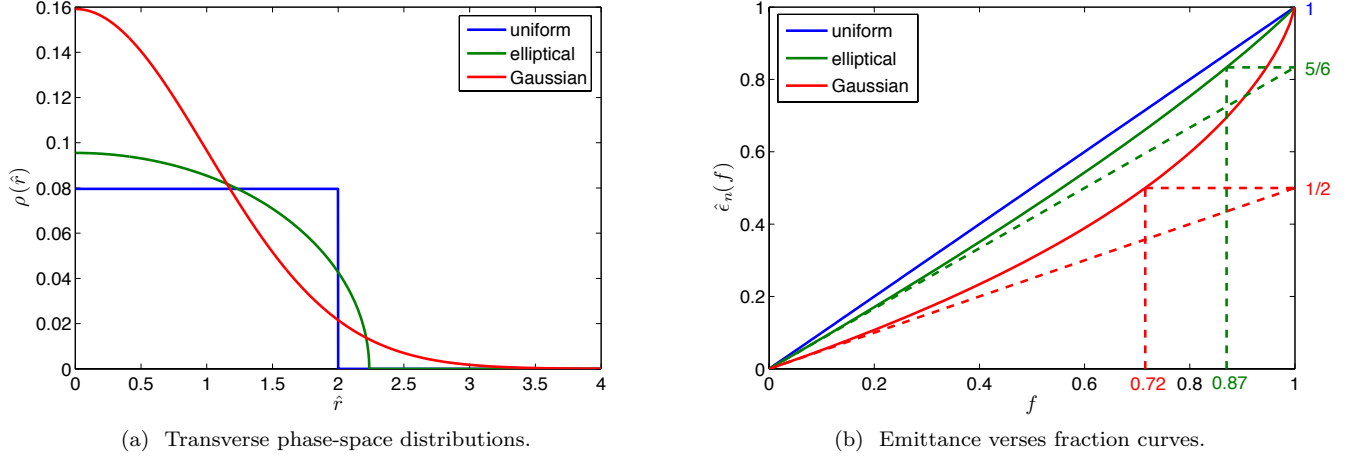 0.16
0.14
0.12
0.1
0.08
0.06
0.04
0.02
0
ρ(r̂)
uniform
elliptical
Gaussian
0 0.5 1 1.5 2 2.5 3 3.5 4
r̂
(a) Transverse phase-space distributions.
1
0.8
0.6
0.4
0.2
0
ϵ̂ₙ(f)
uniform
elliptical
Gaussian
1
5/6
1/2
0 0.2 0.4 0.6 0.72 0.8 0.87 1
f
(b) Emittance verses fraction curves.